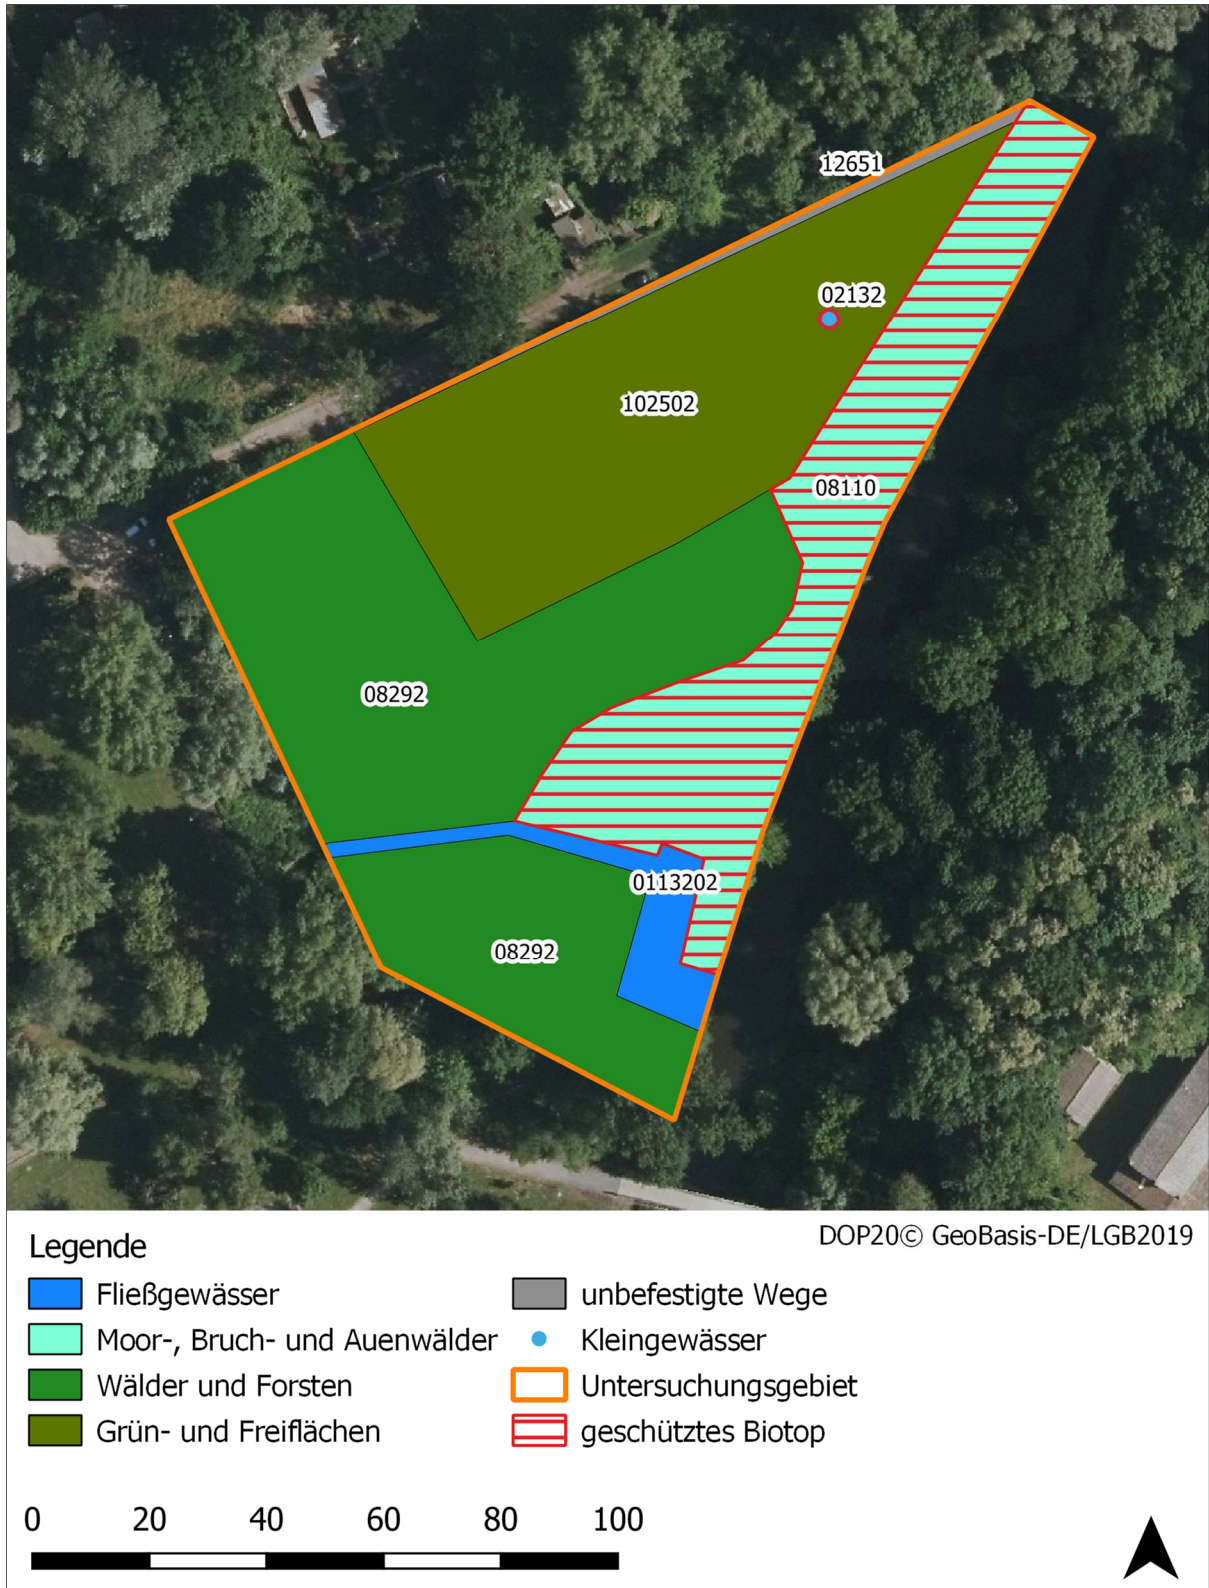 12651
02132
102502
08110
08292
0113202
08292
DOP20© GeoBasis-DE/LGB2019
Legende
Fließgewässer
unbefestigte Wege
Moor-, Bruch- und Auenwälder
Kleingewässer
Wälder und Forsten
Untersuchungsgebiet
Grün- und Freiflächen
geschütztes Biotop
0 20 40 60 80 100